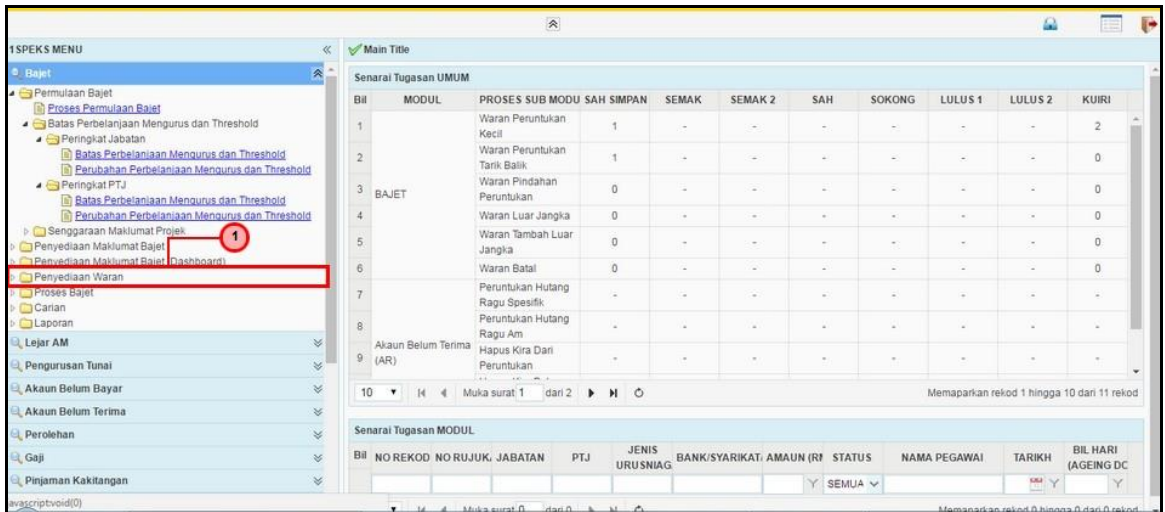 1SPEKS MENU
Main Title
Bajet
Permulaan Bajet
Proses Permulaan Bajet
Batas Perbelanjaan Mengurus dan Threshold
Peringkat Jabatan
Batas Perbelanjaan Mengurus dan Threshold
Perubahan Perbelanjaan Mengurus dan Threshold
Peringkat PTJ
Batas Perbelanjaan Mengurus dan Threshold
Perubahan Perbelanjaan Mengurus dan Threshold
Senggaraan Maklumat Projek
1
Penyediaan Maklumat Bajet
Penyediaan Maklumat Bajet (Dashboard)
Penyediaan Waran
Proses Bajet
Carian
Laporan
Lejar AM
Pengurusan Tunai
Akaun Belum Bayar
Akaun Belum Terima
Perolehan
Gaji
Pinjaman Kakitangan
avascript:void(0)
Senarai Tugasan UMUM
Bil MODUL PROSES SUB MODU SAH SIMPAN SEMAK SEMAK 2 SAH SOKONG LULUS 1 LULUS 2 KUIRI
1 BAJET Waran Peruntukan Kecil 1 - - - - - - 2
2 Waran Peruntukan Tarik Balik 1 - - - - - - 0
3 Waran Pindahan Peruntukan 0 - - - - - - 0
4 Waran Luar Jangka 0 - - - - - - 0
5 Waran Tambah Luar Jangka 0 - - - - - - 0
6 Waran Batal 0 - - - - - - 0
7 Akaun Belum Terima (AR) Peruntukan Hutang Ragu Spesifik - - - - - - - -
8 Peruntukan Hutang Ragu Am - - - - - - - -
9 Hapus Kira Dari Peruntukan - - - - - - - -
10 Muka surat 1 dari 2 Memaparkan rekod 1 hingga 10 dari 11 rekod
Senarai Tugasan MODUL
Bil NO REKOD NO RUJUK JABATAN PTJ JENIS URUSNIAG BANK/SYARIKAT AMAUN (RM STATUS NAMA PEGAWAI TARIKH BIL HARI (AGEING DO
SEMUA
Muka surat 0 dari 0 Memaparkan rekod 0 hingga 0 dari 0 rekod